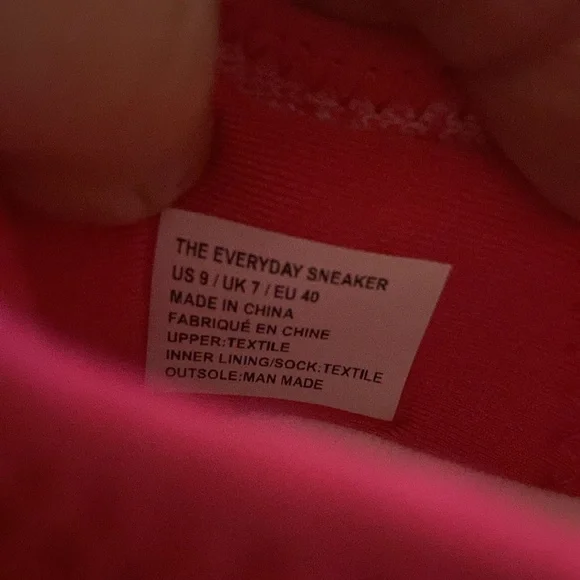 THE EVERYDAY SNEAKER
US 9 / UK 7 / EU 40
MADE IN CHINA
FABRIQUÉ EN CHINE
UPPER:TEXTILE
INNER LINING/SOCK:TEXTILE
OUTSOLE:MAN MADE